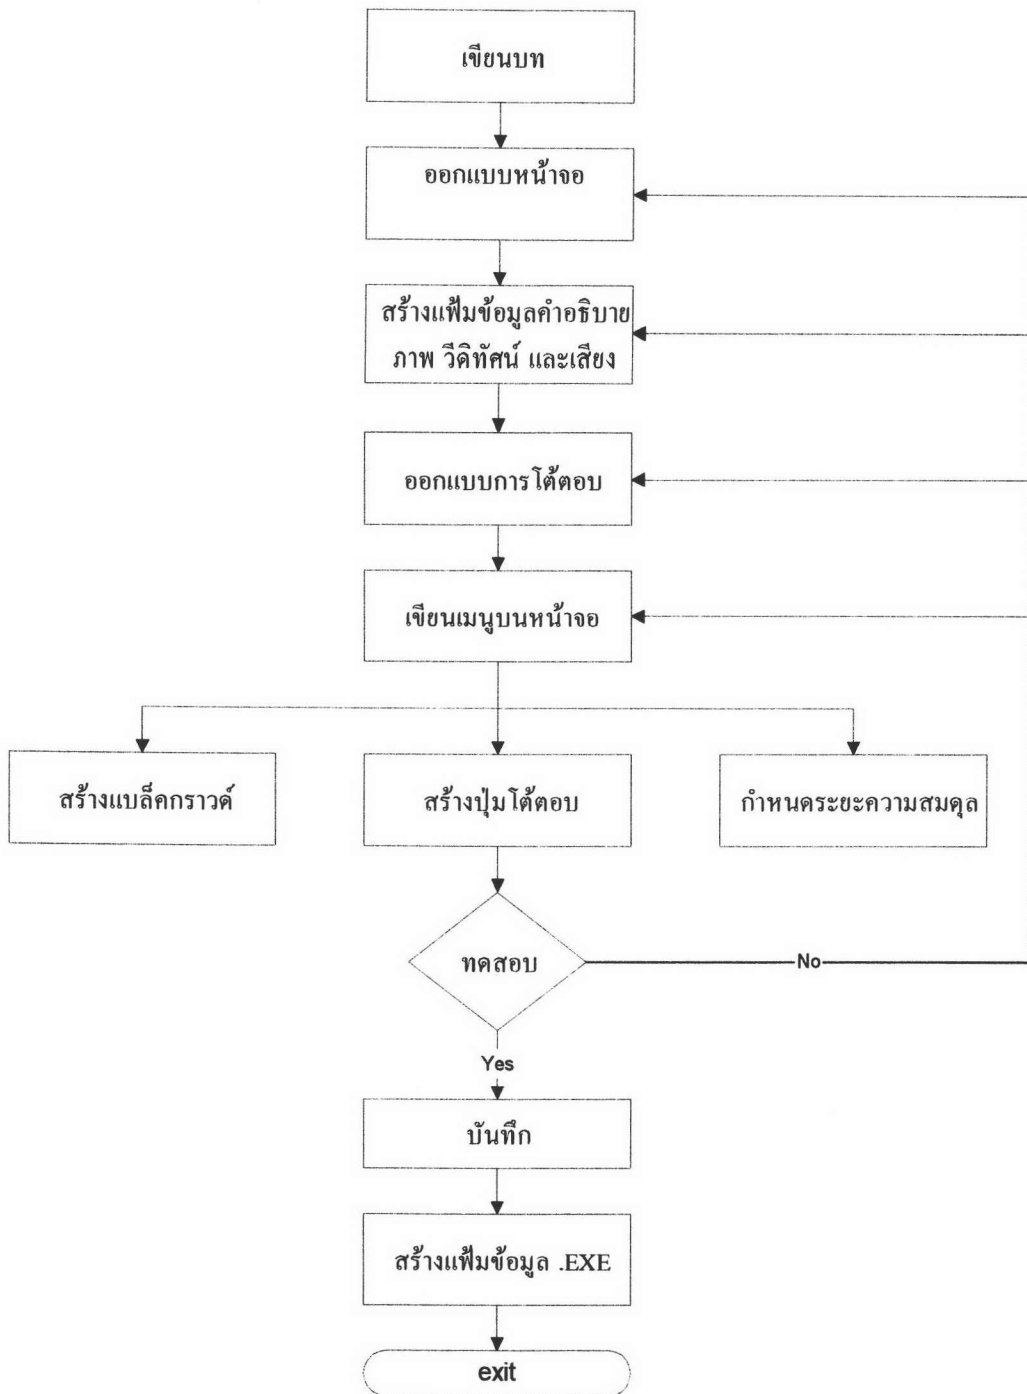 เขียนบท
ออกแบบหน้าจอ
สร้างแฟ้มข้อมูลคำอธิบาย
ภาพ วีดิทัศน์ และเสียง
ออกแบบการโต้ตอบ
เขียนเมนูบนหน้าจอ
สร้างแบล็คกราวด์
สร้างปุ่มโต้ตอบ
กำหนดระยะความสมดุล
ทดสอบ
No
Yes
บันทึก
สร้างแฟ้มข้อมูล .EXE
exit